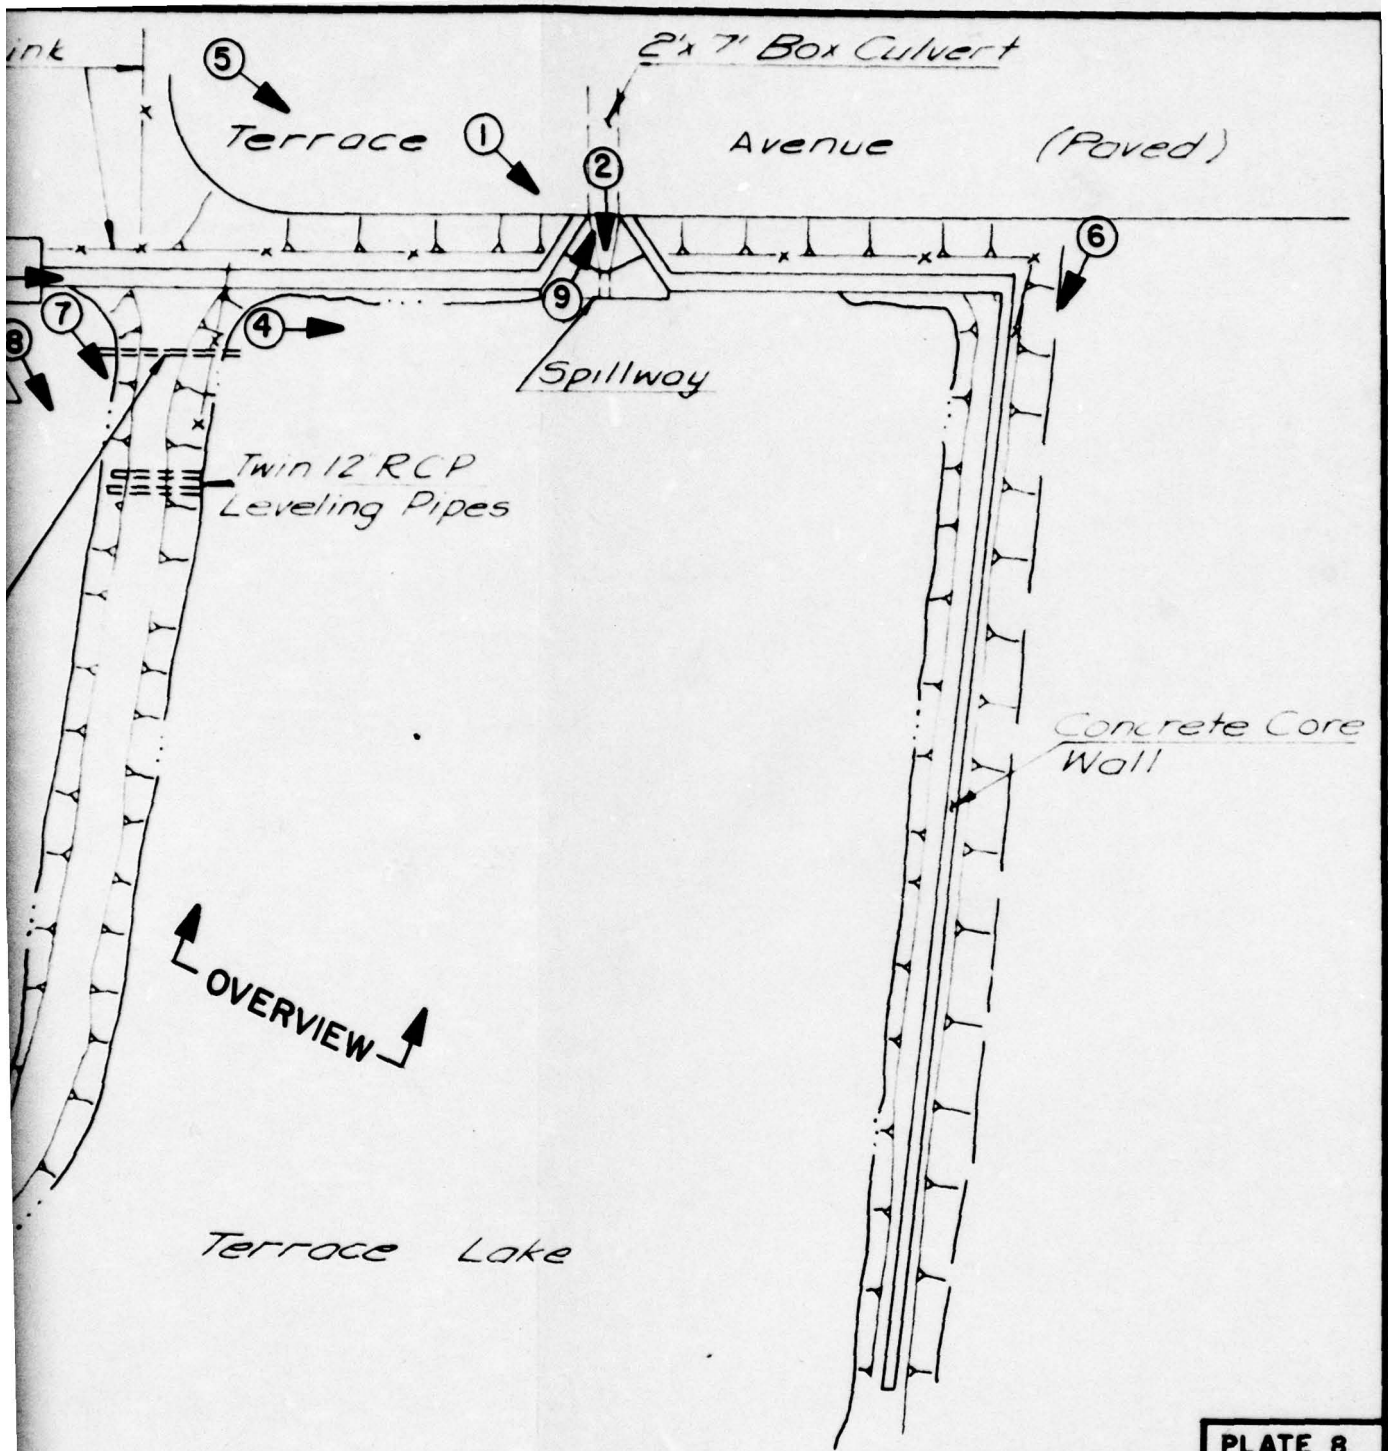 ink
2'x 7' Box Culvert
5
1
Terrace Avenue (Paved)
2
6
9
7
4
8
Spillway
Twin 12" RCP
Leveling Pipes
Concrete Core
Wall
OVERVIEW
Terrace Lake
PLATE 8